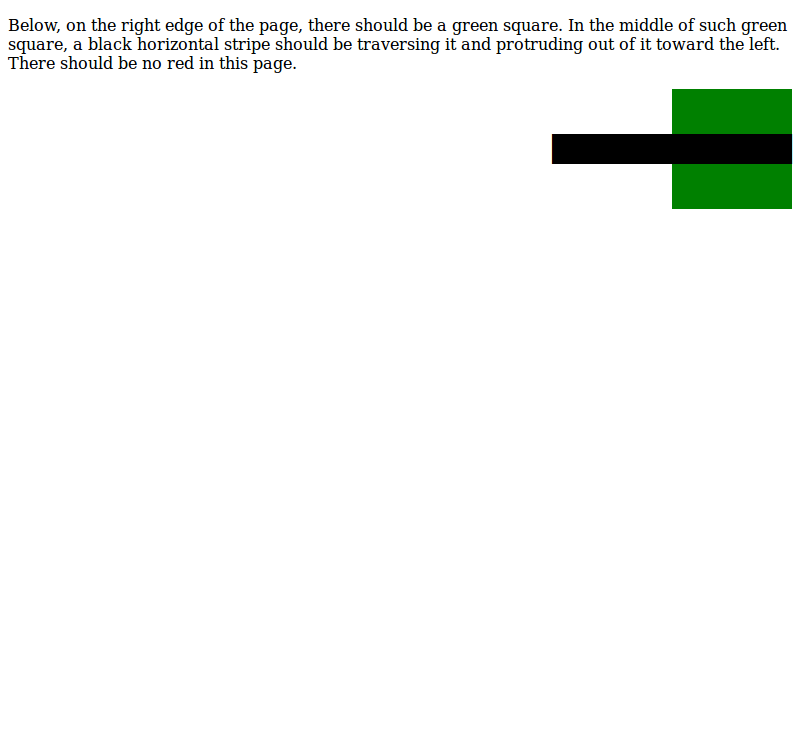 Below, on the right edge of the page, there should be a green square. In the middle of such green
square, a black horizontal stripe should be traversing it and protruding out of it toward the left.
There should be no red in this page.